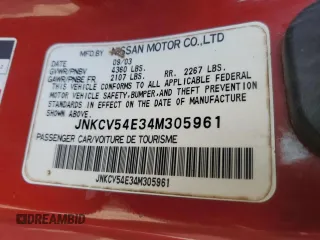 MFD.BY NISSAN MOTOR CO.,LTD
DATE 09/03
GVWR/PNBV 4360 LBS.
GAWR/PNBE FR. 2107 LBS. RR. 2267 LBS.
THIS VEHICLE CONFORMS TO ALL APPLICABLE FEDERAL
MOTOR VEHICLE SAFETY,BUMPER,AND THEFT PREVENTION
STANDARDS IN EFFECT ON THE DATE OF MANUFACTURE
SHOWN ABOVE.
JNKCV54E34M305961
PASSENGER CAR/VOITURE DE TOURISME
JNKCV54E34M305961
DREAMBID